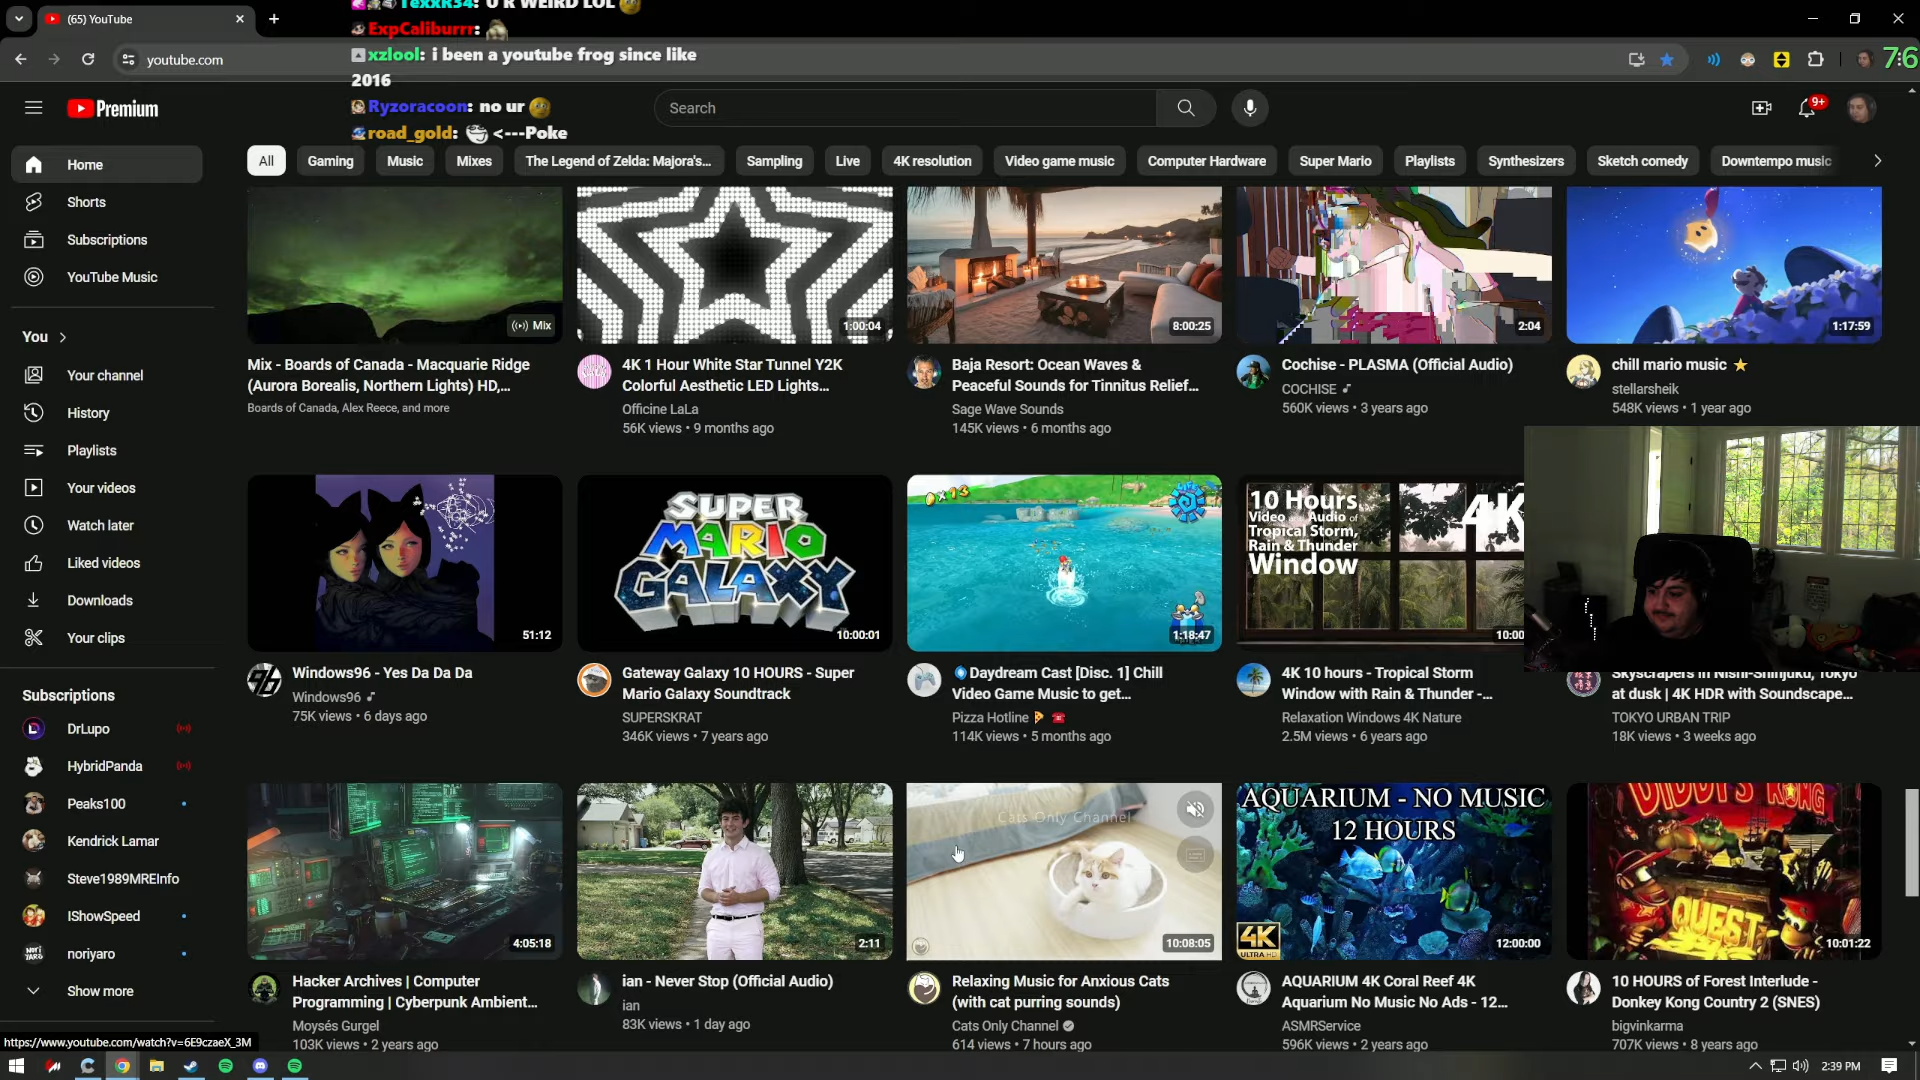 (65) YouTube
TexxR34: U R WEIRD LOL
ExpCaliburrr:
xzlool: i been a youtube frog since like
2016
Ryzoracoon: no ur
road_gold: <---Poke
youtube.com
7:6
Premium
Search
9+
Home
Shorts
Subscriptions
YouTube Music
You
Your channel
History
Playlists
Your videos
Watch later
Liked videos
Downloads
Your clips
Subscriptions
DrLupo
HybridPanda
Peaks100
Kendrick Lamar
Steve1989MREInfo
IShowSpeed
noriyaro
Show more
All
Gaming
Music
Mixes
The Legend of Zelda: Majora's...
Sampling
Live
4K resolution
Video game music
Computer Hardware
Super Mario
Playlists
Synthesizers
Sketch comedy
Downtempo music
Mix
Mix - Boards of Canada - Macquarie Ridge
(Aurora Borealis, Northern Lights) HD,...
Boards of Canada, Alex Reece, and more
1:00:04
4K 1 Hour White Star Tunnel Y2K
Colorful Aesthetic LED Lights...
Officine LaLa
56K views • 9 months ago
8:00:25
Baja Resort: Ocean Waves &
Peaceful Sounds for Tinnitus Relief...
Sage Wave Sounds
145K views • 6 months ago
2:04
Cochise - PLASMA (Official Audio)
COCHISE
560K views • 3 years ago
1:17:59
chill mario music
stellarsheik
548K views • 1 year ago
51:12
Windows96 - Yes Da Da Da
Windows96
75K views • 6 days ago
SUPER
MARIO
GALAXY
10:00:01
Gateway Galaxy 10 HOURS - Super
Mario Galaxy Soundtrack
SUPERSKRAT
346K views • 7 years ago
x13
1:18:47
Daydream Cast [Disc. 1] Chill
Video Game Music to get...
Pizza Hotline
114K views • 5 months ago
10 Hours
Video and Audio of
Tropical Storm,
Rain & Thunder
Window
4K
10:00
4K 10 hours - Tropical Storm
Window with Rain & Thunder -...
Relaxation Windows 4K Nature
2.5M views • 6 years ago
Skyscrapers in Nishi-Shinjuku, Tokyo
at dusk | 4K HDR with Soundscape...
TOKYO URBAN TRIP
18K views • 3 weeks ago
4:05:18
Hacker Archives | Computer
Programming | Cyberpunk Ambient...
Moysés Gurgel
103K views • 2 years ago
2:11
ian - Never Stop (Official Audio)
ian
83K views • 1 day ago
Cats Only Channel
10:08:05
Relaxing Music for Anxious Cats
(with cat purring sounds)
Cats Only Channel
614 views • 7 hours ago
AQUARIUM - NO MUSIC
12 HOURS
4K
ULTRA HD
12:00:00
AQUARIUM 4K Coral Reef 4K
Aquarium No Music No Ads - 12...
ASMRService
596K views • 2 years ago
DIDDY'S KONG
QUEST
10:01:22
10 HOURS of Forest Interlude -
Donkey Kong Country 2 (SNES)
bigvinkarma
707K views • 8 years ago
https://www.youtube.com/watch?v=6E9czaeX_3M
2:39 PM